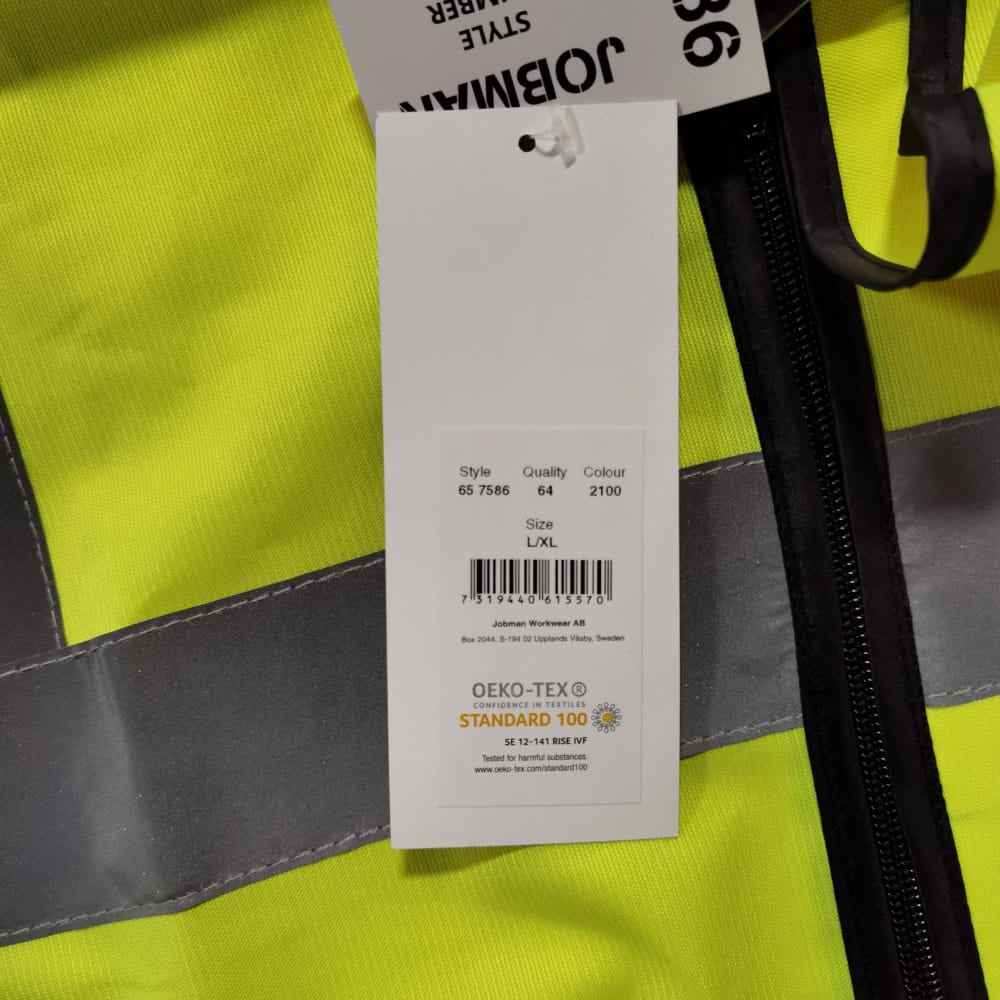 86
STYLE
JOBMAN
Style Quality Colour
65 7586 64 2100
Size
L/XL
7 319440 615570
Jobman Workwear AB
Box 2044, S-194 02 Upplands Väsby, Sweden
OEKO-TEX®
CONFIDENCE IN TEXTILES
STANDARD 100
SE 12-141 RISE IVF
Tested for harmful substances.
www.oeko-tex.com/standard100